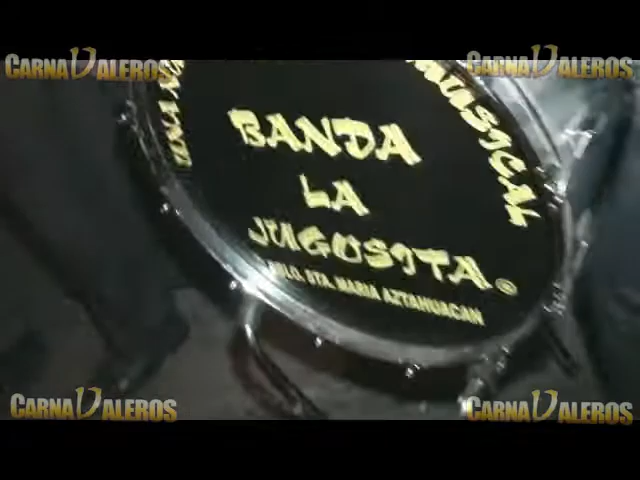 CARNAVALEROS
CARNAVALEROS
MUSICAL
BANDA
LA
JUGOSITA
STA. MARIA AZTAHUACAN
CARNAVALEROS
CARNAVALEROS